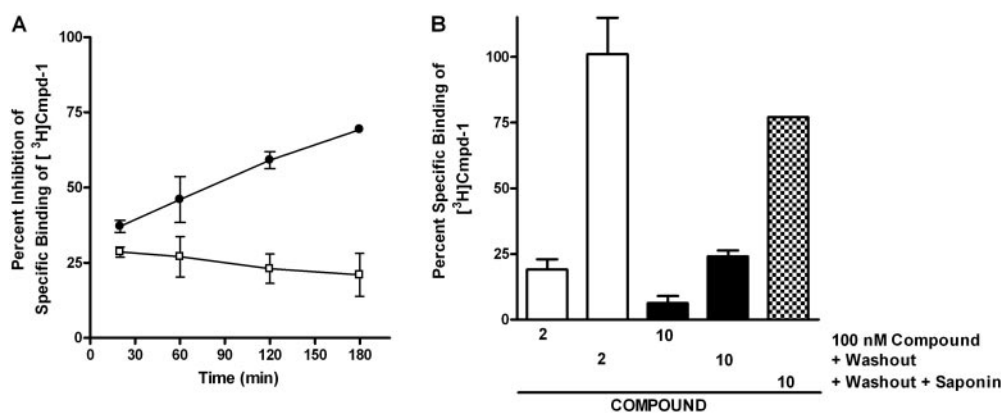 A
Percent Inhibition of
Specific Binding of [ ³H]Cmpd-1
100
75
50
25
0
0 30 60 90 120 150 180
Time (min)
B
Percent Specific Binding of
[³H]Cmpd-1
100
75
50
25
0
2 10 100 nM Compound
2 10 + Washout
10 + Washout + Saponin
COMPOUND